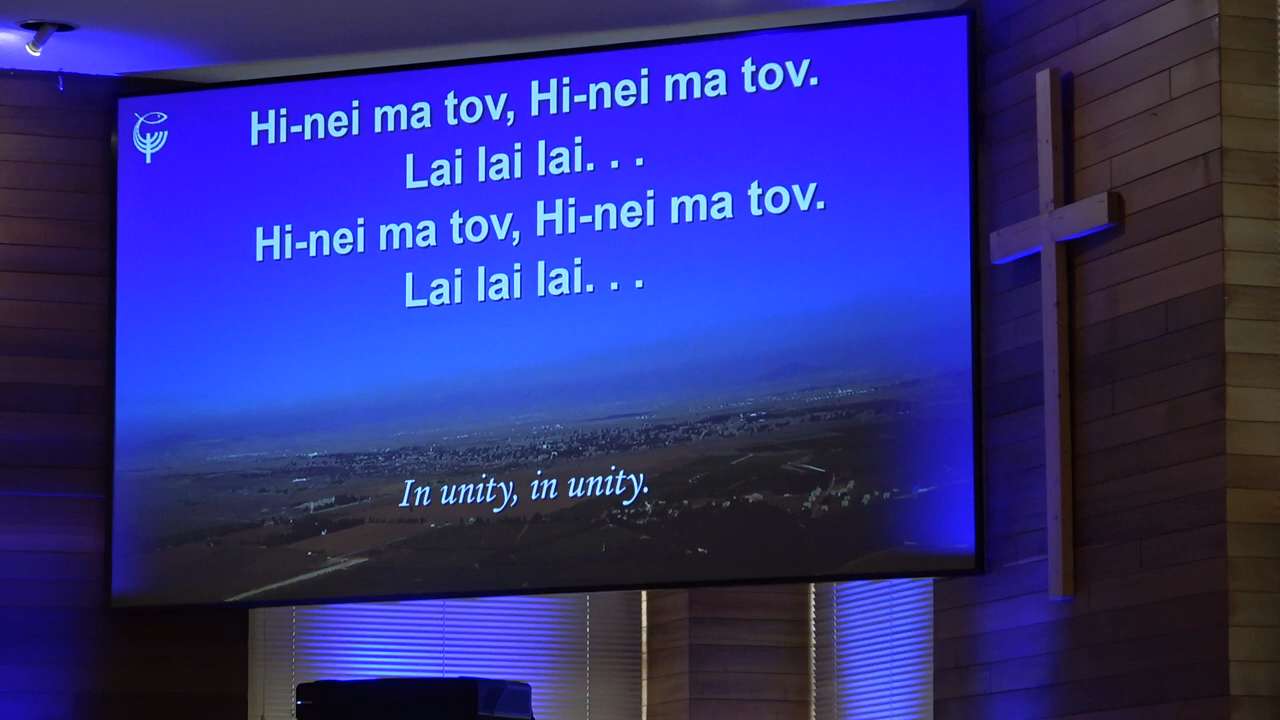 Hi-nei ma tov, Hi-nei ma tov.
Lai lai lai. . .
Hi-nei ma tov, Hi-nei ma tov.
Lai lai lai. . .
In unity, in unity.